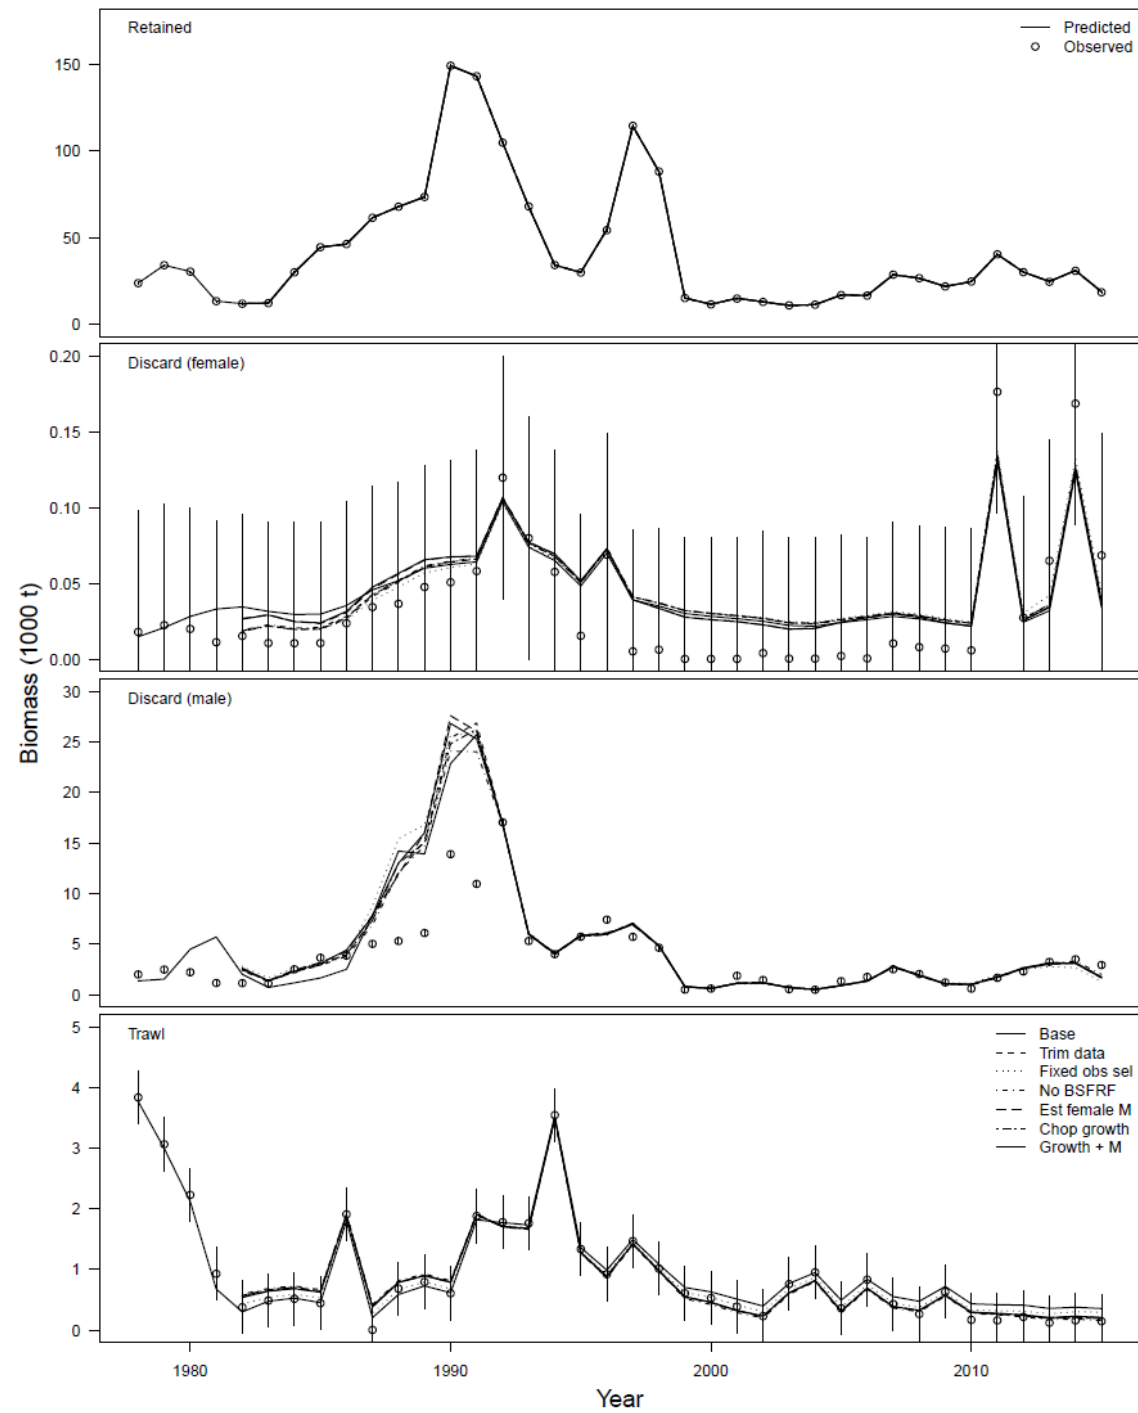 Retained
Predicted
Observed
150
100
50
0
Discard (female)
0.20
0.15
0.10
0.05
0.00
Discard (male)
30
25
20
15
10
5
0
Trawl
Base
Trim data
Fixed obs sel
No BSFRF
Est female M
Chop growth
Growth + M
5
4
3
2
1
0
1980
1990
2000
2010
Biomass (1000 t)
Year